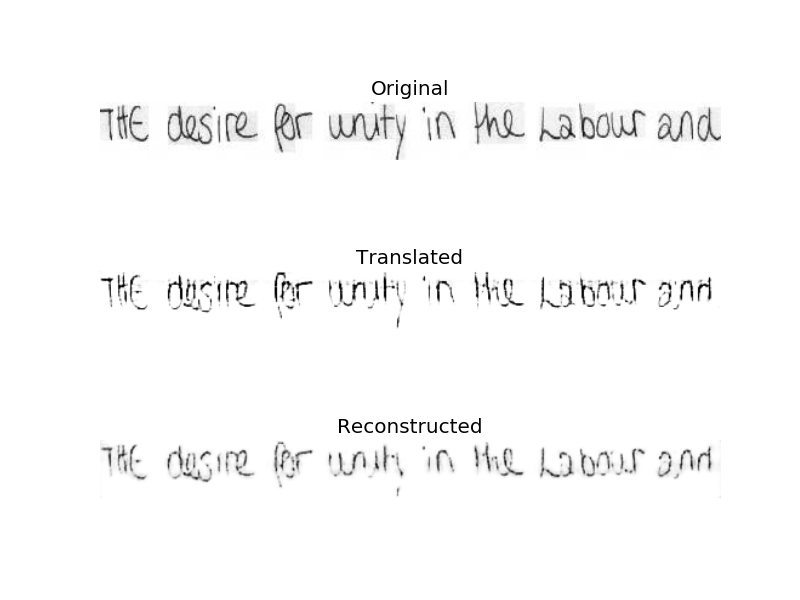 Original
THE desire for unity in the Labour and
Translated
THE desire for unity in the Labour and
Reconstructed
THE desire for unity in the Labour and